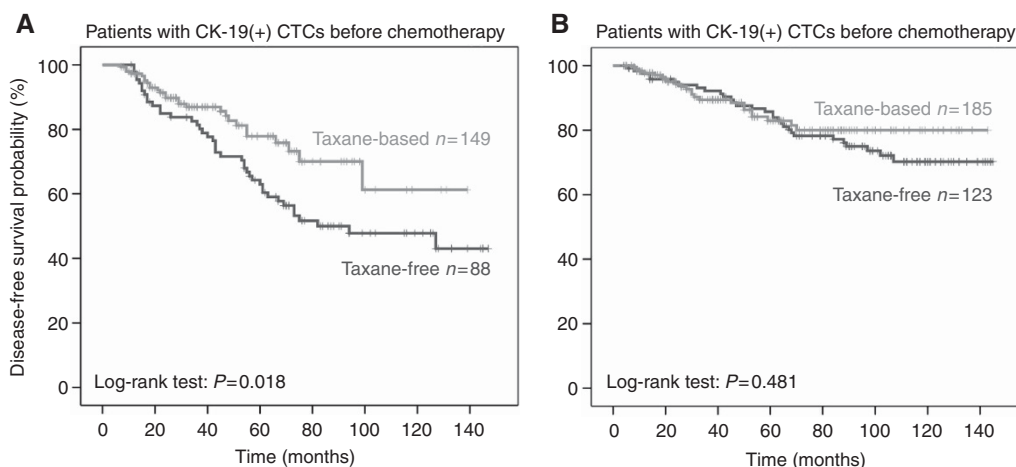 A
Patients with CK-19(+) CTCs before chemotherapy
Disease-free survival probability (%)
100
80
60
40
20
0
Taxane-based n=149
Taxane-free n=88
Log-rank test: P=0.018
0 20 40 60 80 100 120 140
Time (months)
B
Patients with CK-19(+) CTCs before chemotherapy
100
80
60
40
20
0
Taxane-based n=185
Taxane-free n=123
Log-rank test: P=0.481
0 20 40 60 80 100 120 140
Time (months)